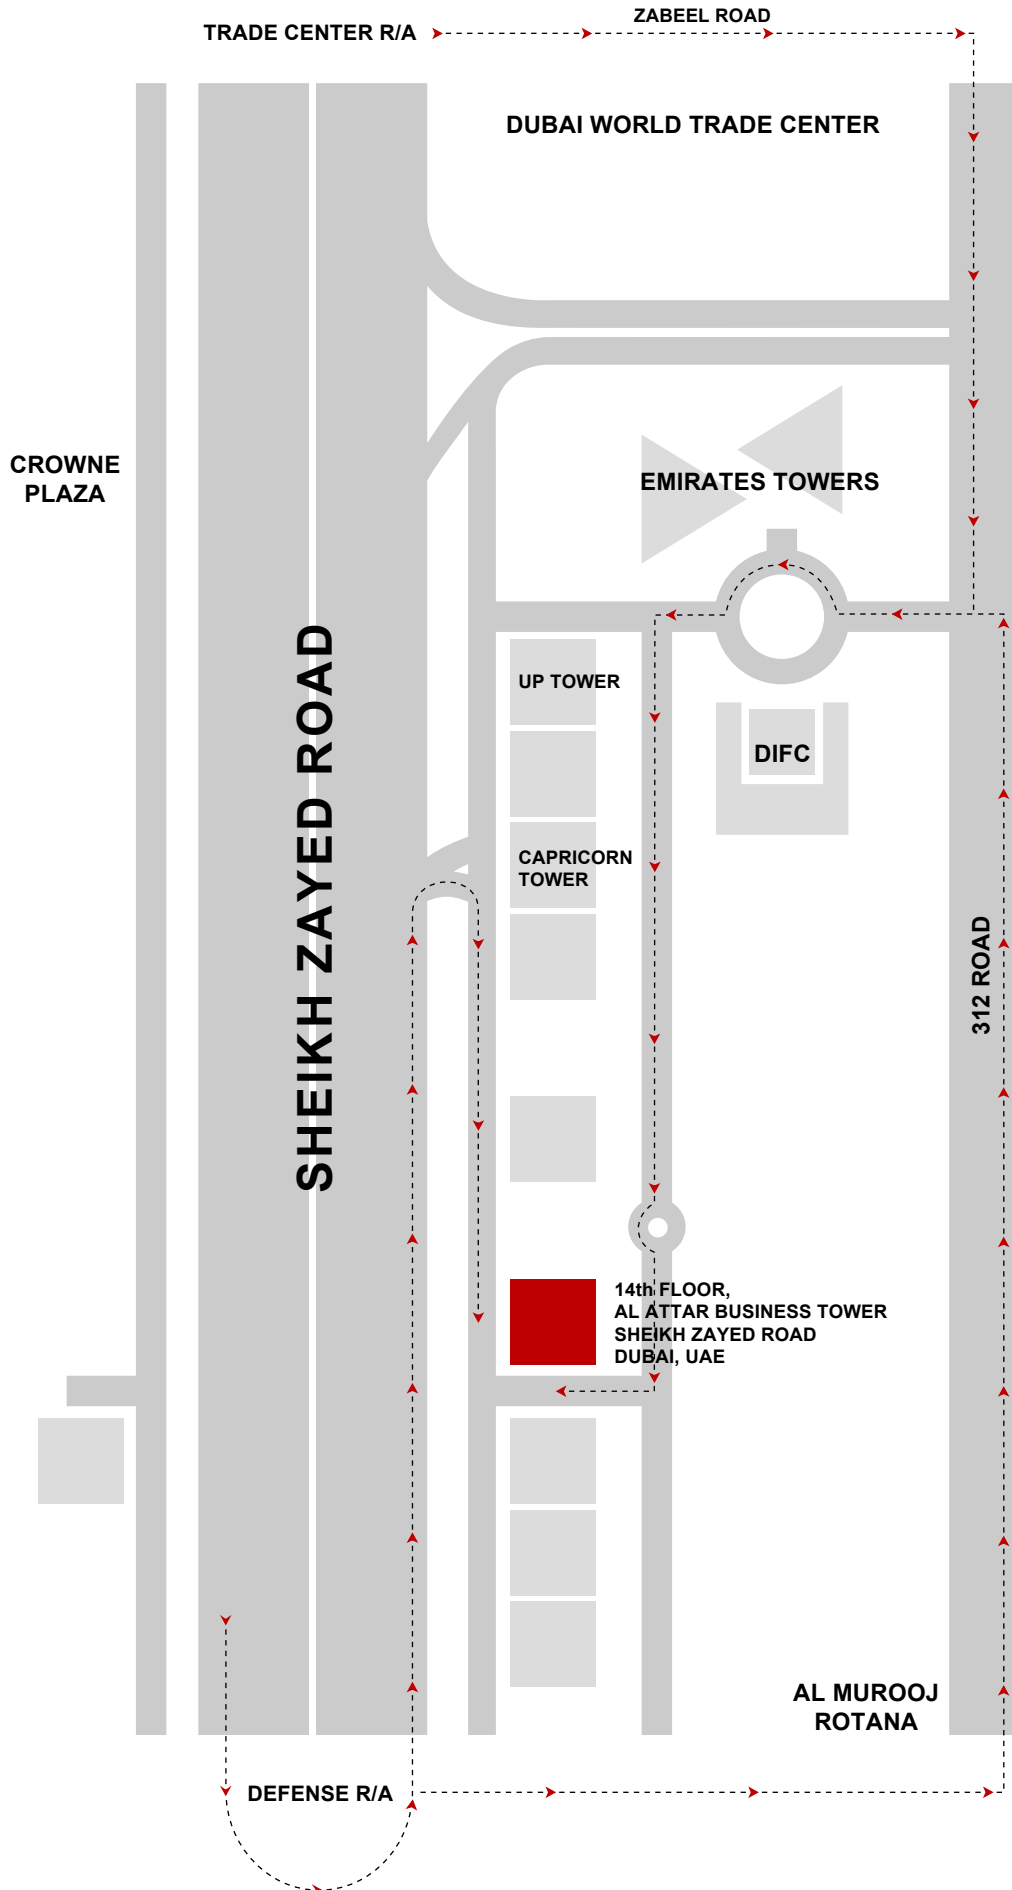 ZABEEL ROAD
TRADE CENTER R/A
DUBAI WORLD TRADE CENTER
CROWNE
PLAZA
EMIRATES TOWERS
SHEIKH ZAYED ROAD
UP TOWER
DIFC
CAPRICORN
TOWER
312 ROAD
14th FLOOR,
AL ATTAR BUSINESS TOWER
SHEIKH ZAYED ROAD
DUBAI, UAE
AL MUROOJ
ROTANA
DEFENSE R/A